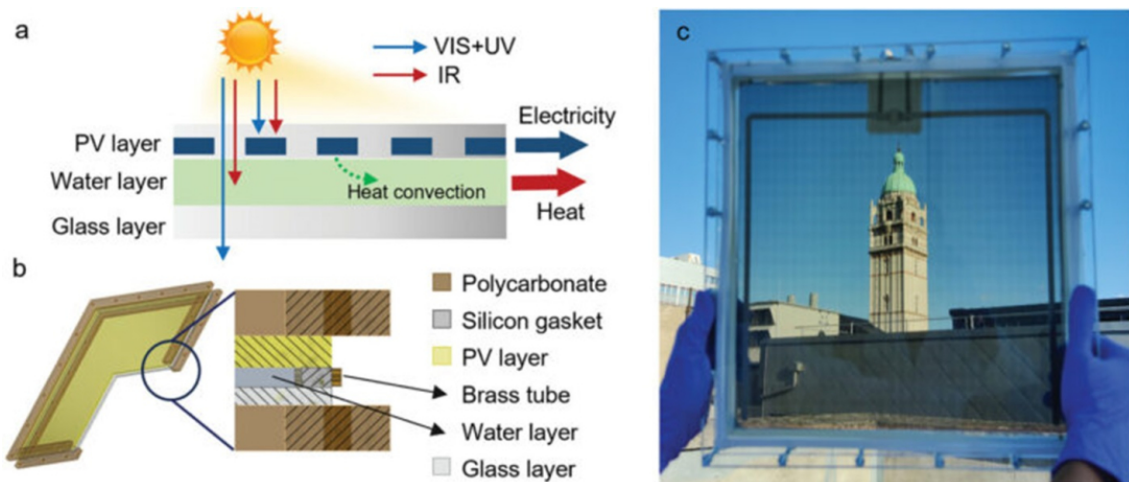 a
VIS+UV
IR
Electricity
PV layer
Water layer
Heat convection
Heat
Glass layer
b
Polycarbonate
Silicon gasket
PV layer
Brass tube
Water layer
Glass layer
c